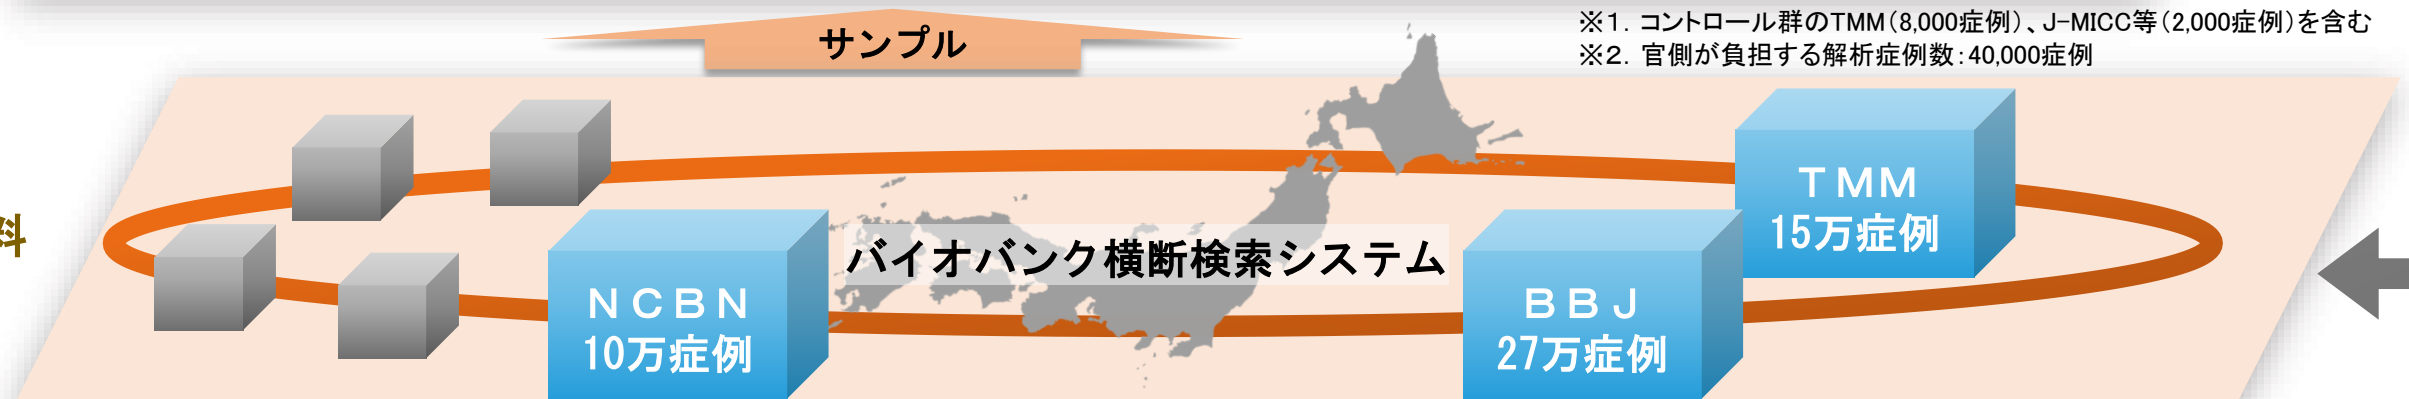 ※１．コントロール群のTMM（8,000症例）、J-MICC等（2,000症例）を含む
※２．官側が負担する解析症例数：40,000症例
サンプル
料
ＴＭＭ
15万症例
バイオバンク横断検索システム
ＮＣＢＮ
10万症例
ＢＢＪ
27万症例